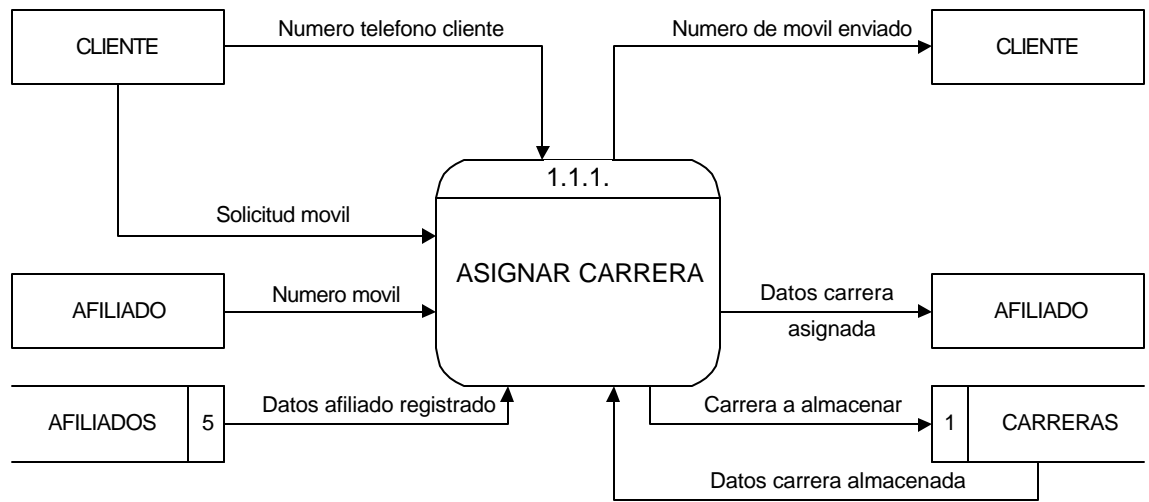 CLIENTE
Numero telefono cliente
Numero de movil enviado
CLIENTE
1.1.1.
Solicitud movil
ASIGNAR CARRERA
AFILIADO
Numero movil
Datos carrera
asignada
AFILIADO
AFILIADOS
5
Datos afiliado registrado
Carrera a almacenar
1
CARRERAS
Datos carrera almacenada